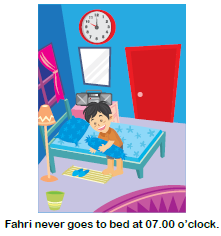 Fahri never goes to bed at 07.00 o'clock.